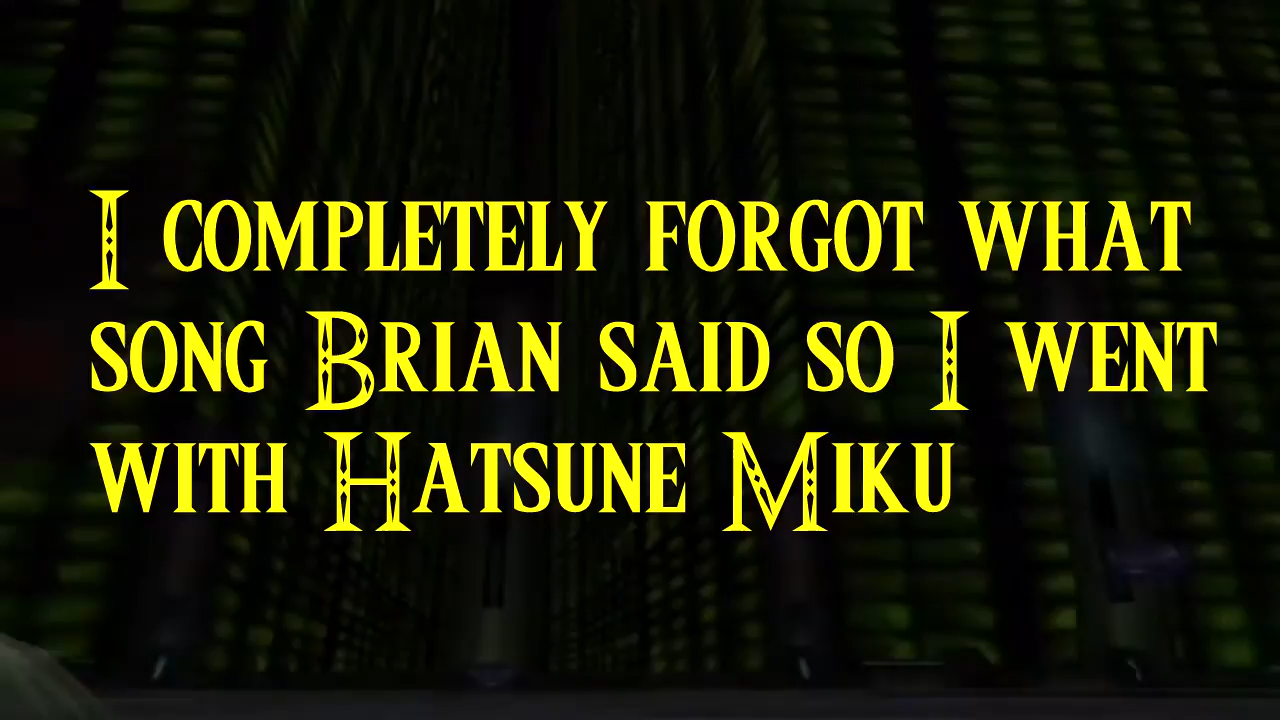 I completely forgot what
song Brian said so I went
with Hatsune Miku